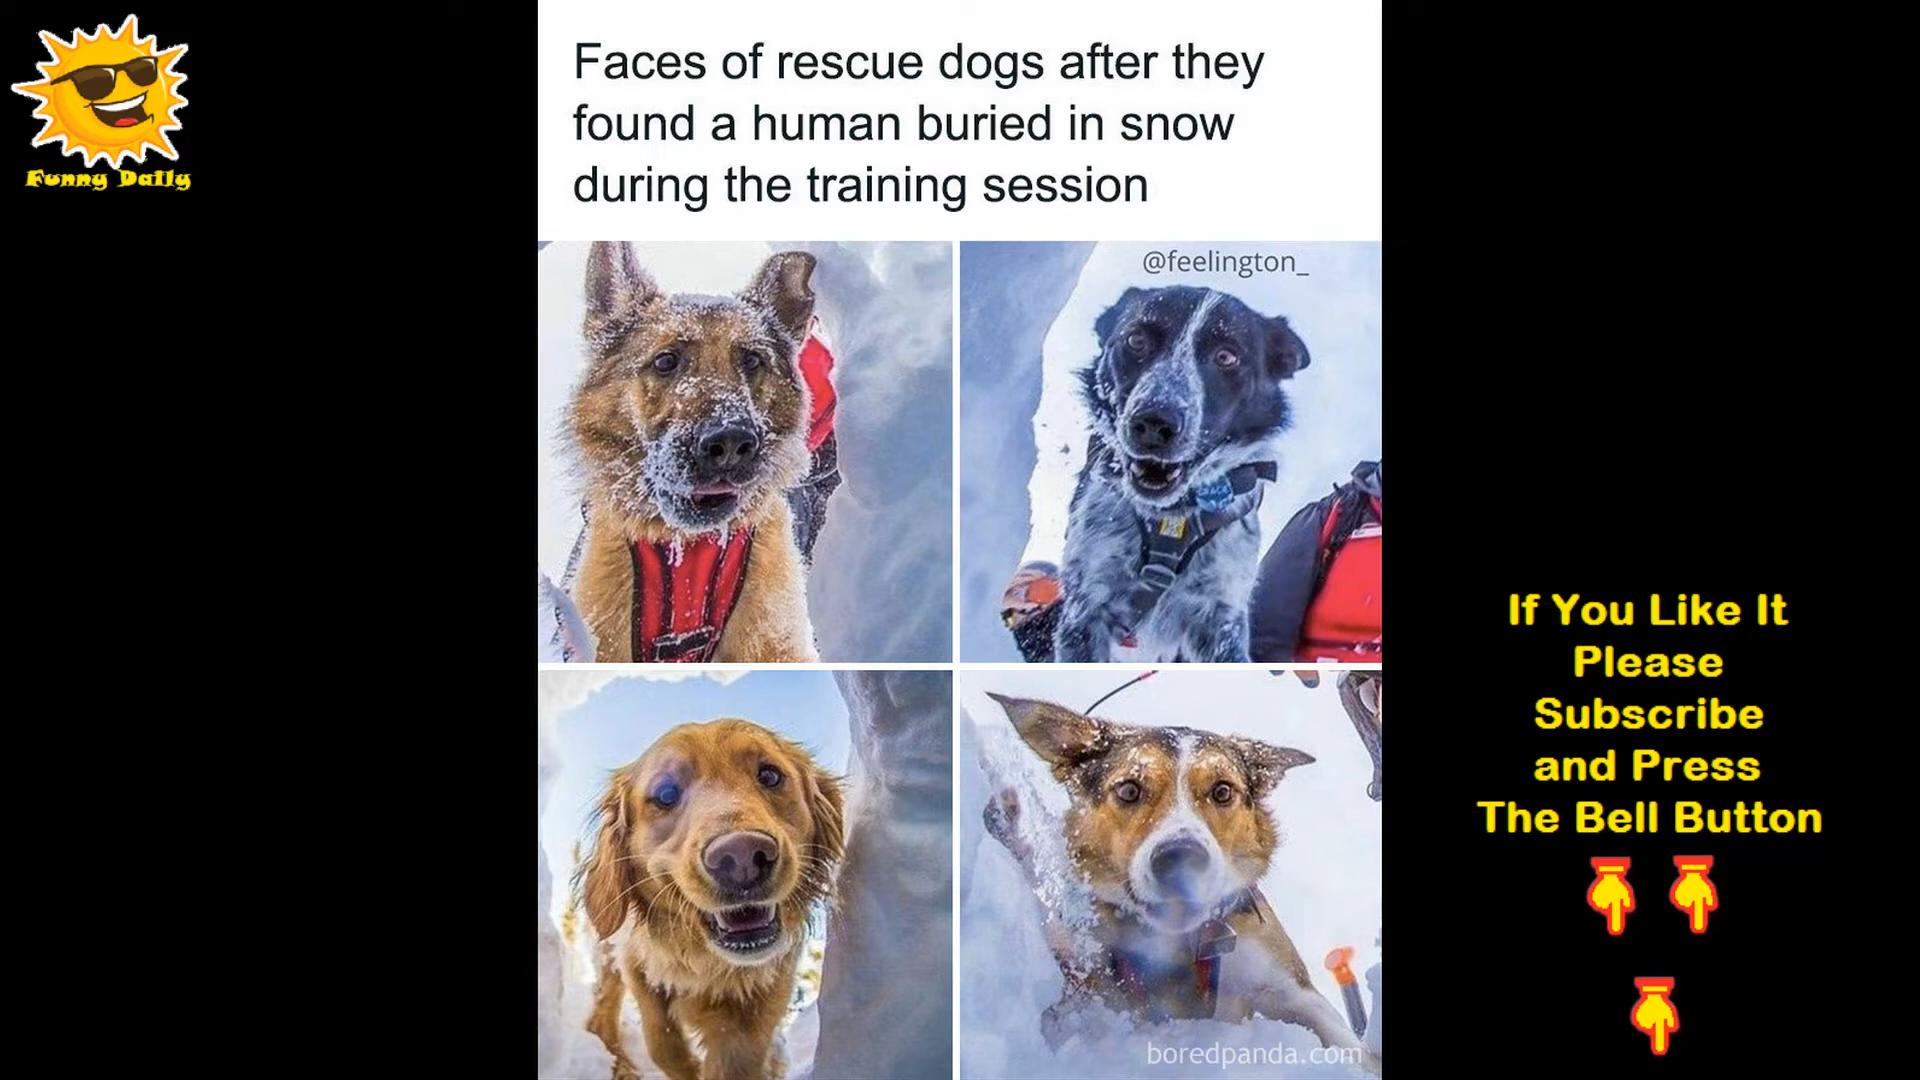 Funny Daily
Faces of rescue dogs after they
found a human buried in snow
during the training session
@feelington_
If You Like It
Please
Subscribe
and Press
The Bell Button
boredpanda.com